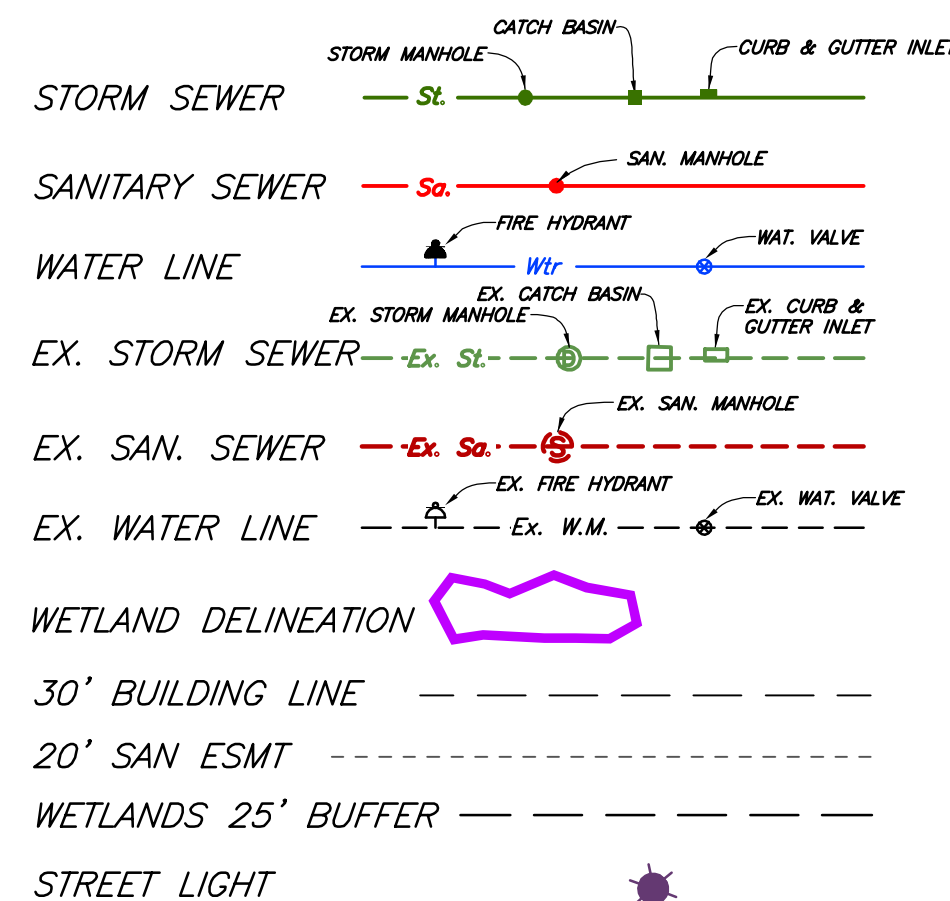 CATCH BASIN
STORM MANHOLE
CURB & GUTTER INLET
STORM SEWER
St.
SAN. MANHOLE
SANITARY SEWER
Sa.
FIRE HYDRANT
WAT. VALVE
WATER LINE
Wtr
EX. CATCH BASIN
EX. STORM MANHOLE
EX. CURB &
GUTTER INLET
EX. STORM SEWER
Ex. St.
D
EX. SAN. MANHOLE
EX. SAN. SEWER
Ex. Sa.
S
EX. FIRE HYDRANT
EX. WAT. VALVE
EX. WATER LINE
Ex. W.M.
WETLAND DELINEATION
30' BUILDING LINE
20' SAN ESMT
WETLANDS 25' BUFFER
STREET LIGHT